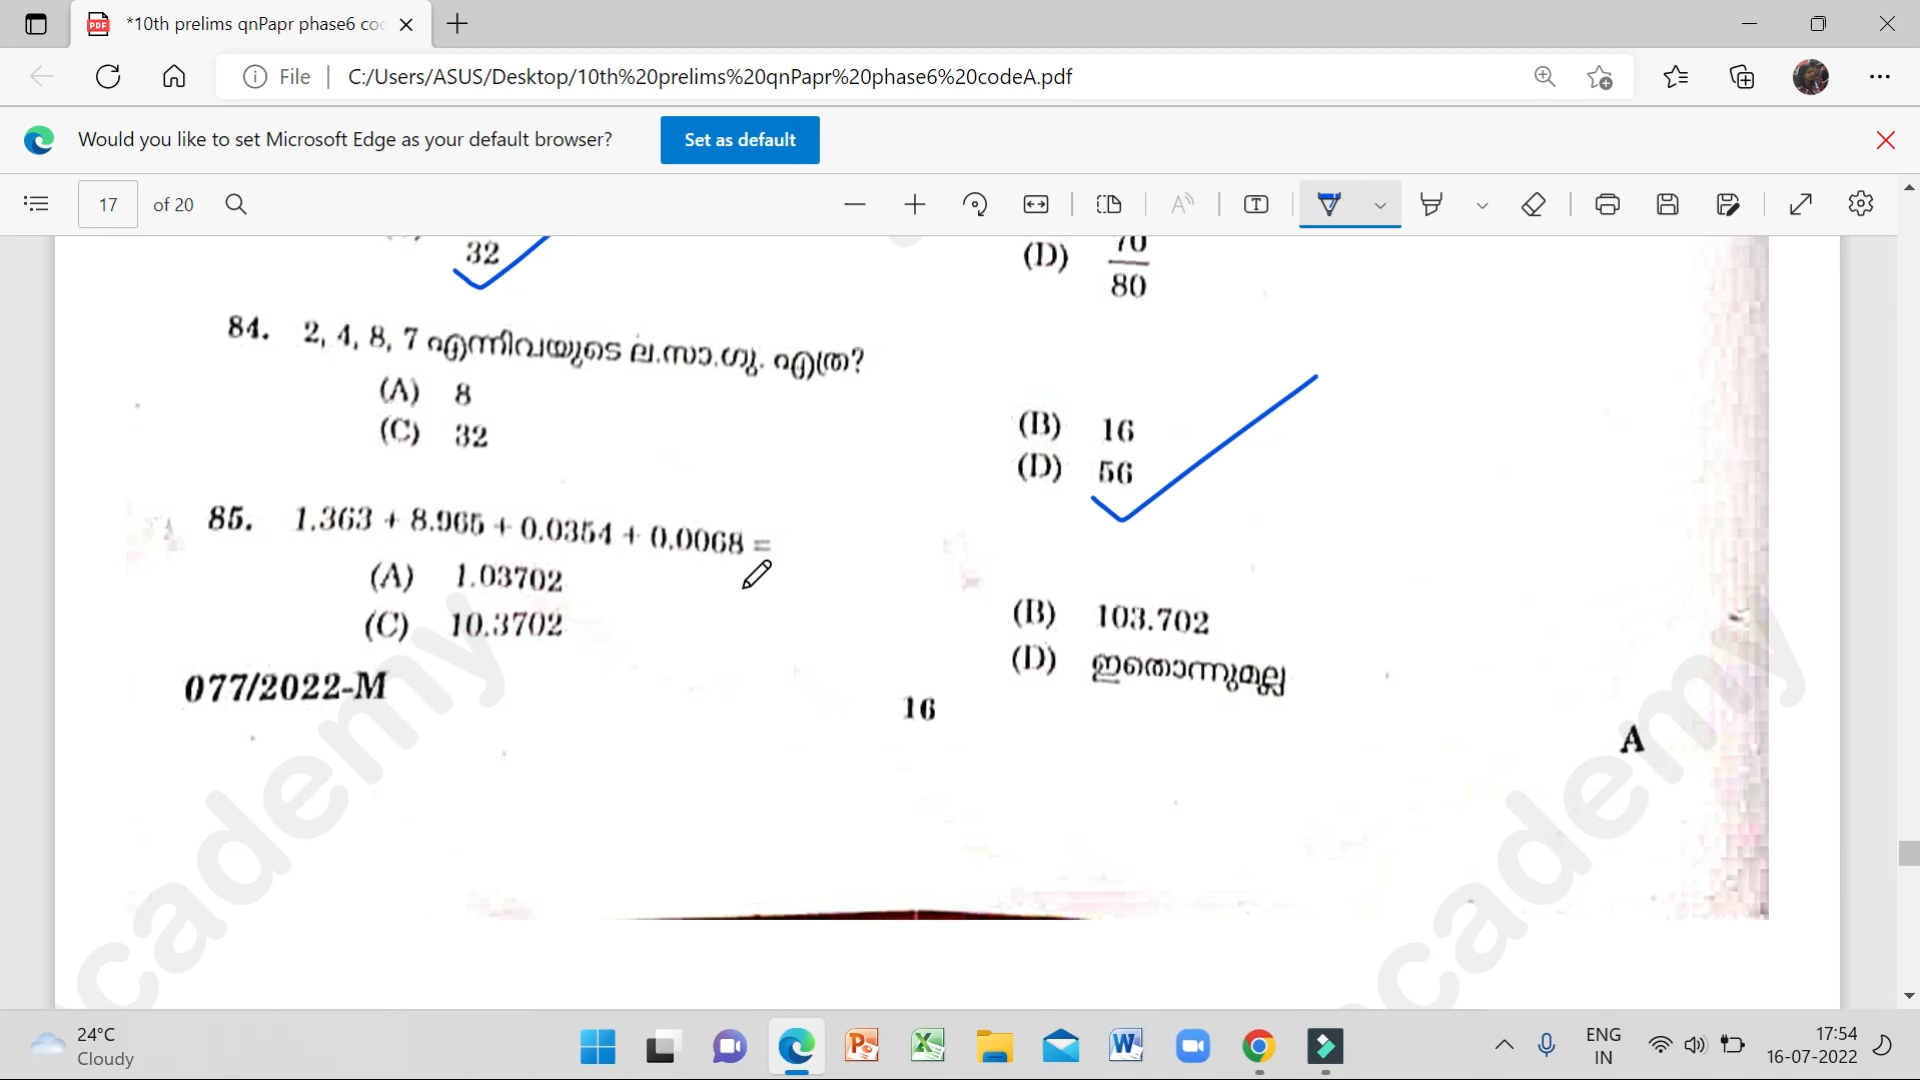 *10th prelims qnPapr phase6 co
File
C:/Users/ASUS/Desktop/10th%20prelims%20qnPapr%20phase6%20codeA.pdf
Would you like to set Microsoft Edge as your default browser?
Set as default
17 of 20
32
(D) 70
80
84. 2, 4, 8, 7 എന്നിവയുടെ ല.സാ.ഗു. എത്ര?
(A) 8
(B) 16
(C) 32
(D) 56
85. 1.363 + 8.965 + 0.0354 + 0.0068 =
(A) 1.03702
(B) 103.702
(C) 10.3702
(D) ഇതൊന്നുമല്ല
077/2022-M
16
A
cademy
cademy
24°C
Cloudy
ENG
IN
17:54
16-07-2022